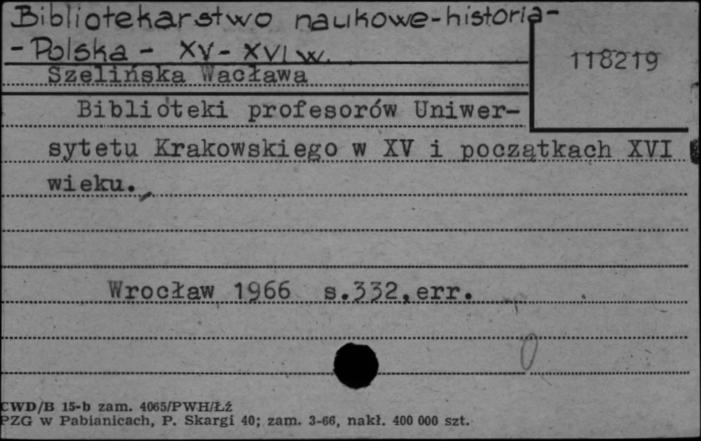 Bibliotekarstwo naukowe-historia-
-Polska - XV-XVI w.
118219
Szelińska Wacława
Biblioteki profesorów Uniwer-
sytetu Krakowskiego w XV i początkach XVI
wieku.
Wrocław 1966 s.332,err.
CWD/B 15-b zam. 4065/PWH/Łź
PZG w Pabianicach, P. Skargi 40; zam. 3-66, nakł. 400 000 szt.